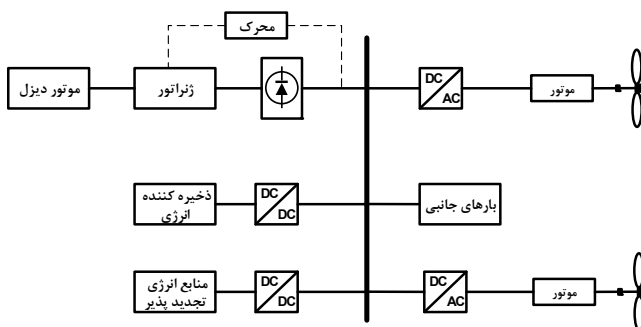 محرک
موتور دیزل
ژنراتور
DC
AC
موتور
ذخیره کننده
انرژی
DC
DC
بارهای جانبی
منابع انرژی
تجدید پذیر
DC
DC
DC
AC
موتور